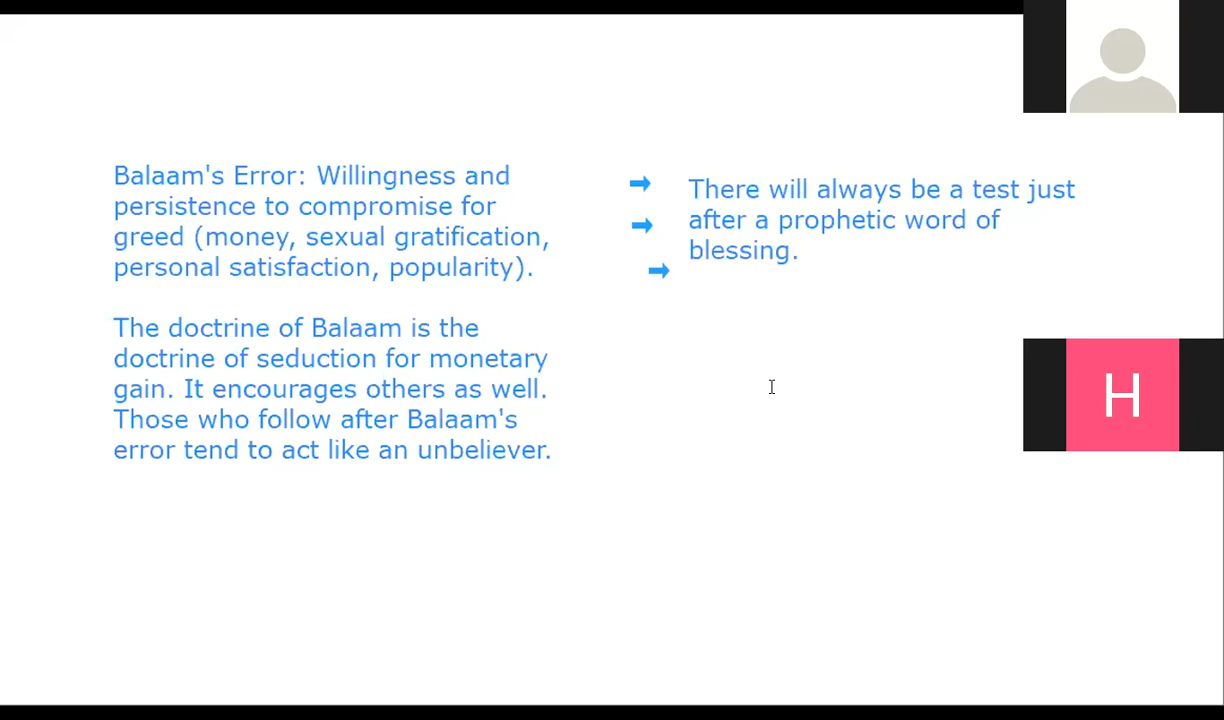 Balaam's Error: Willingness and
persistence to compromise for
greed (money, sexual gratification,
personal satisfaction, popularity).
The doctrine of Balaam is the
doctrine of seduction for monetary
gain. It encourages others as well.
Those who follow after Balaam's
error tend to act like an unbeliever.
There will always be a test just
after a prophetic word of
blessing.
H